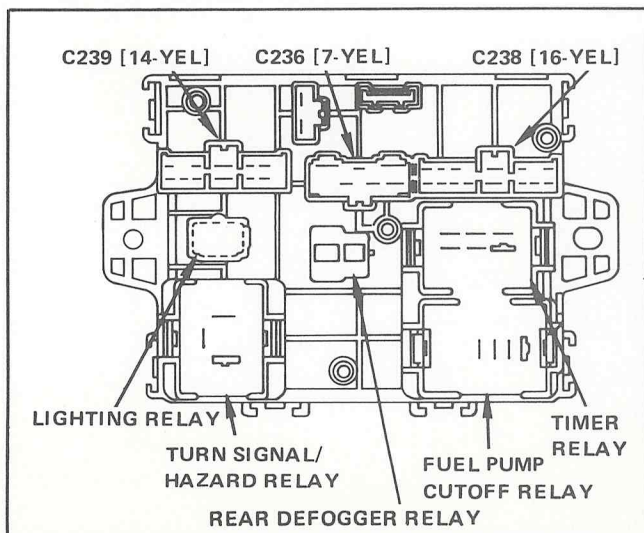 C239 [14-YEL] C236 [7-YEL] C238 [16-YEL]
LIGHTING RELAY
TURN SIGNAL/
HAZARD RELAY
REAR DEFOGGER RELAY
FUEL PUMP
CUTOFF RELAY
TIMER
RELAY